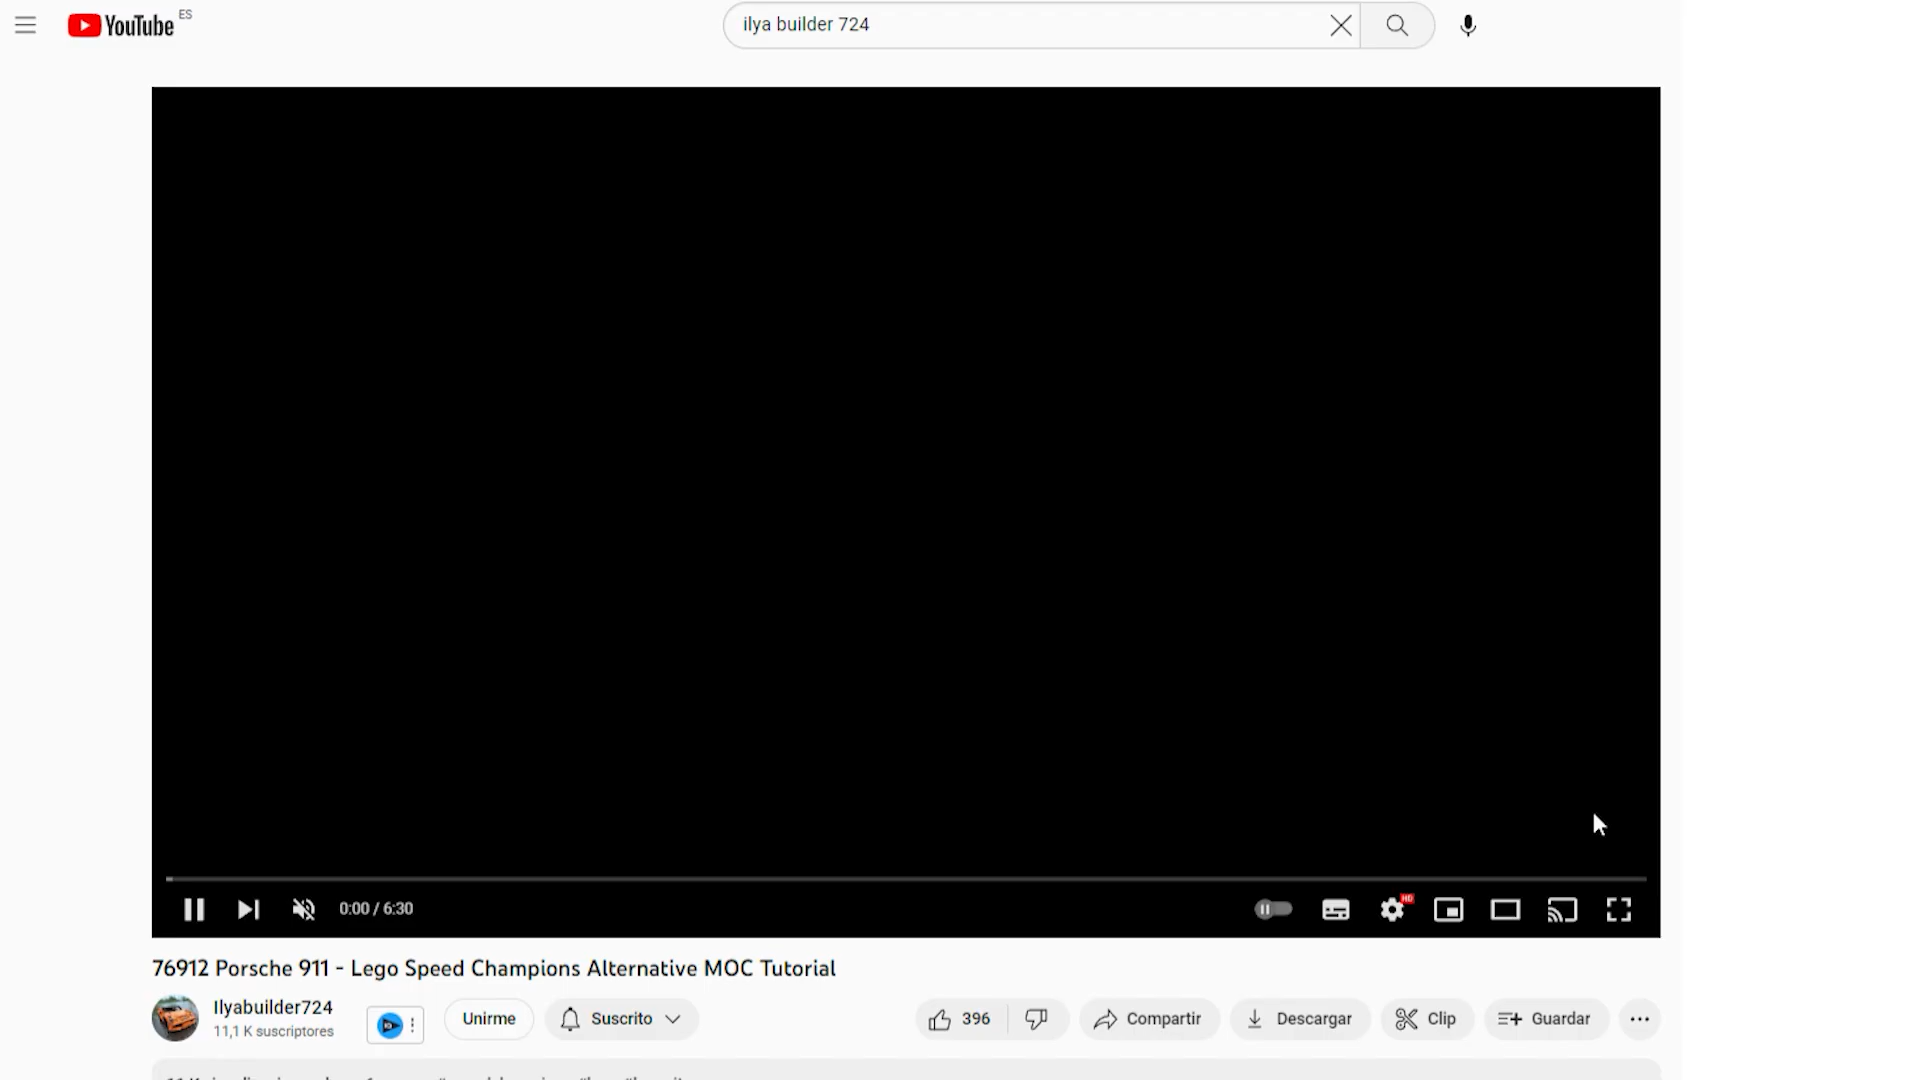 YouTube ES
ilya builder 724
0:00 / 6:30
HD
76912 Porsche 911 - Lego Speed Champions Alternative MOC Tutorial
Ilyabuilder724
11,1 K suscriptores
Unirme
Suscrito
396
Compartir
Descargar
Clip
Guardar